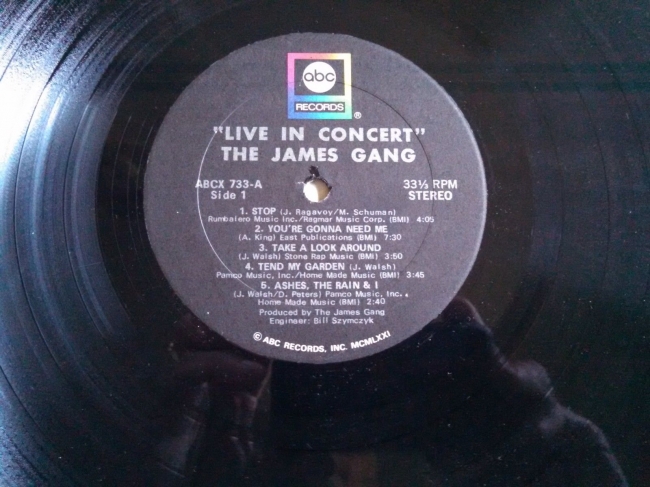 abc
RECORDS
®
"LIVE IN CONCERT"
THE JAMES GANG
ABCX 733-A
Side 1
33⅓ RPM
STEREO
1. STOP (J. Ragavoy/M. Schuman)
Rumbalero Music Inc./Ragmar Music Corp. (BMI) 4:05
2. YOU'RE GONNA NEED ME
(A. King) East Publications (BMI) 7:30
3. TAKE A LOOK AROUND
(J. Walsh) Stone Rap Music (BMI) 3:50
4. TEND MY GARDEN (J. Walsh)
Pamco Music, Inc./Home Made Music (BMI) 3:45
5. ASHES, THE RAIN & I
(J. Walsh/D. Peters) Pamco Music, Inc.,
Home Made Music (BMI) 2:40
Produced by The James Gang
Engineer: Bill Szymczyk
© ABC RECORDS, INC. MCMLXXI